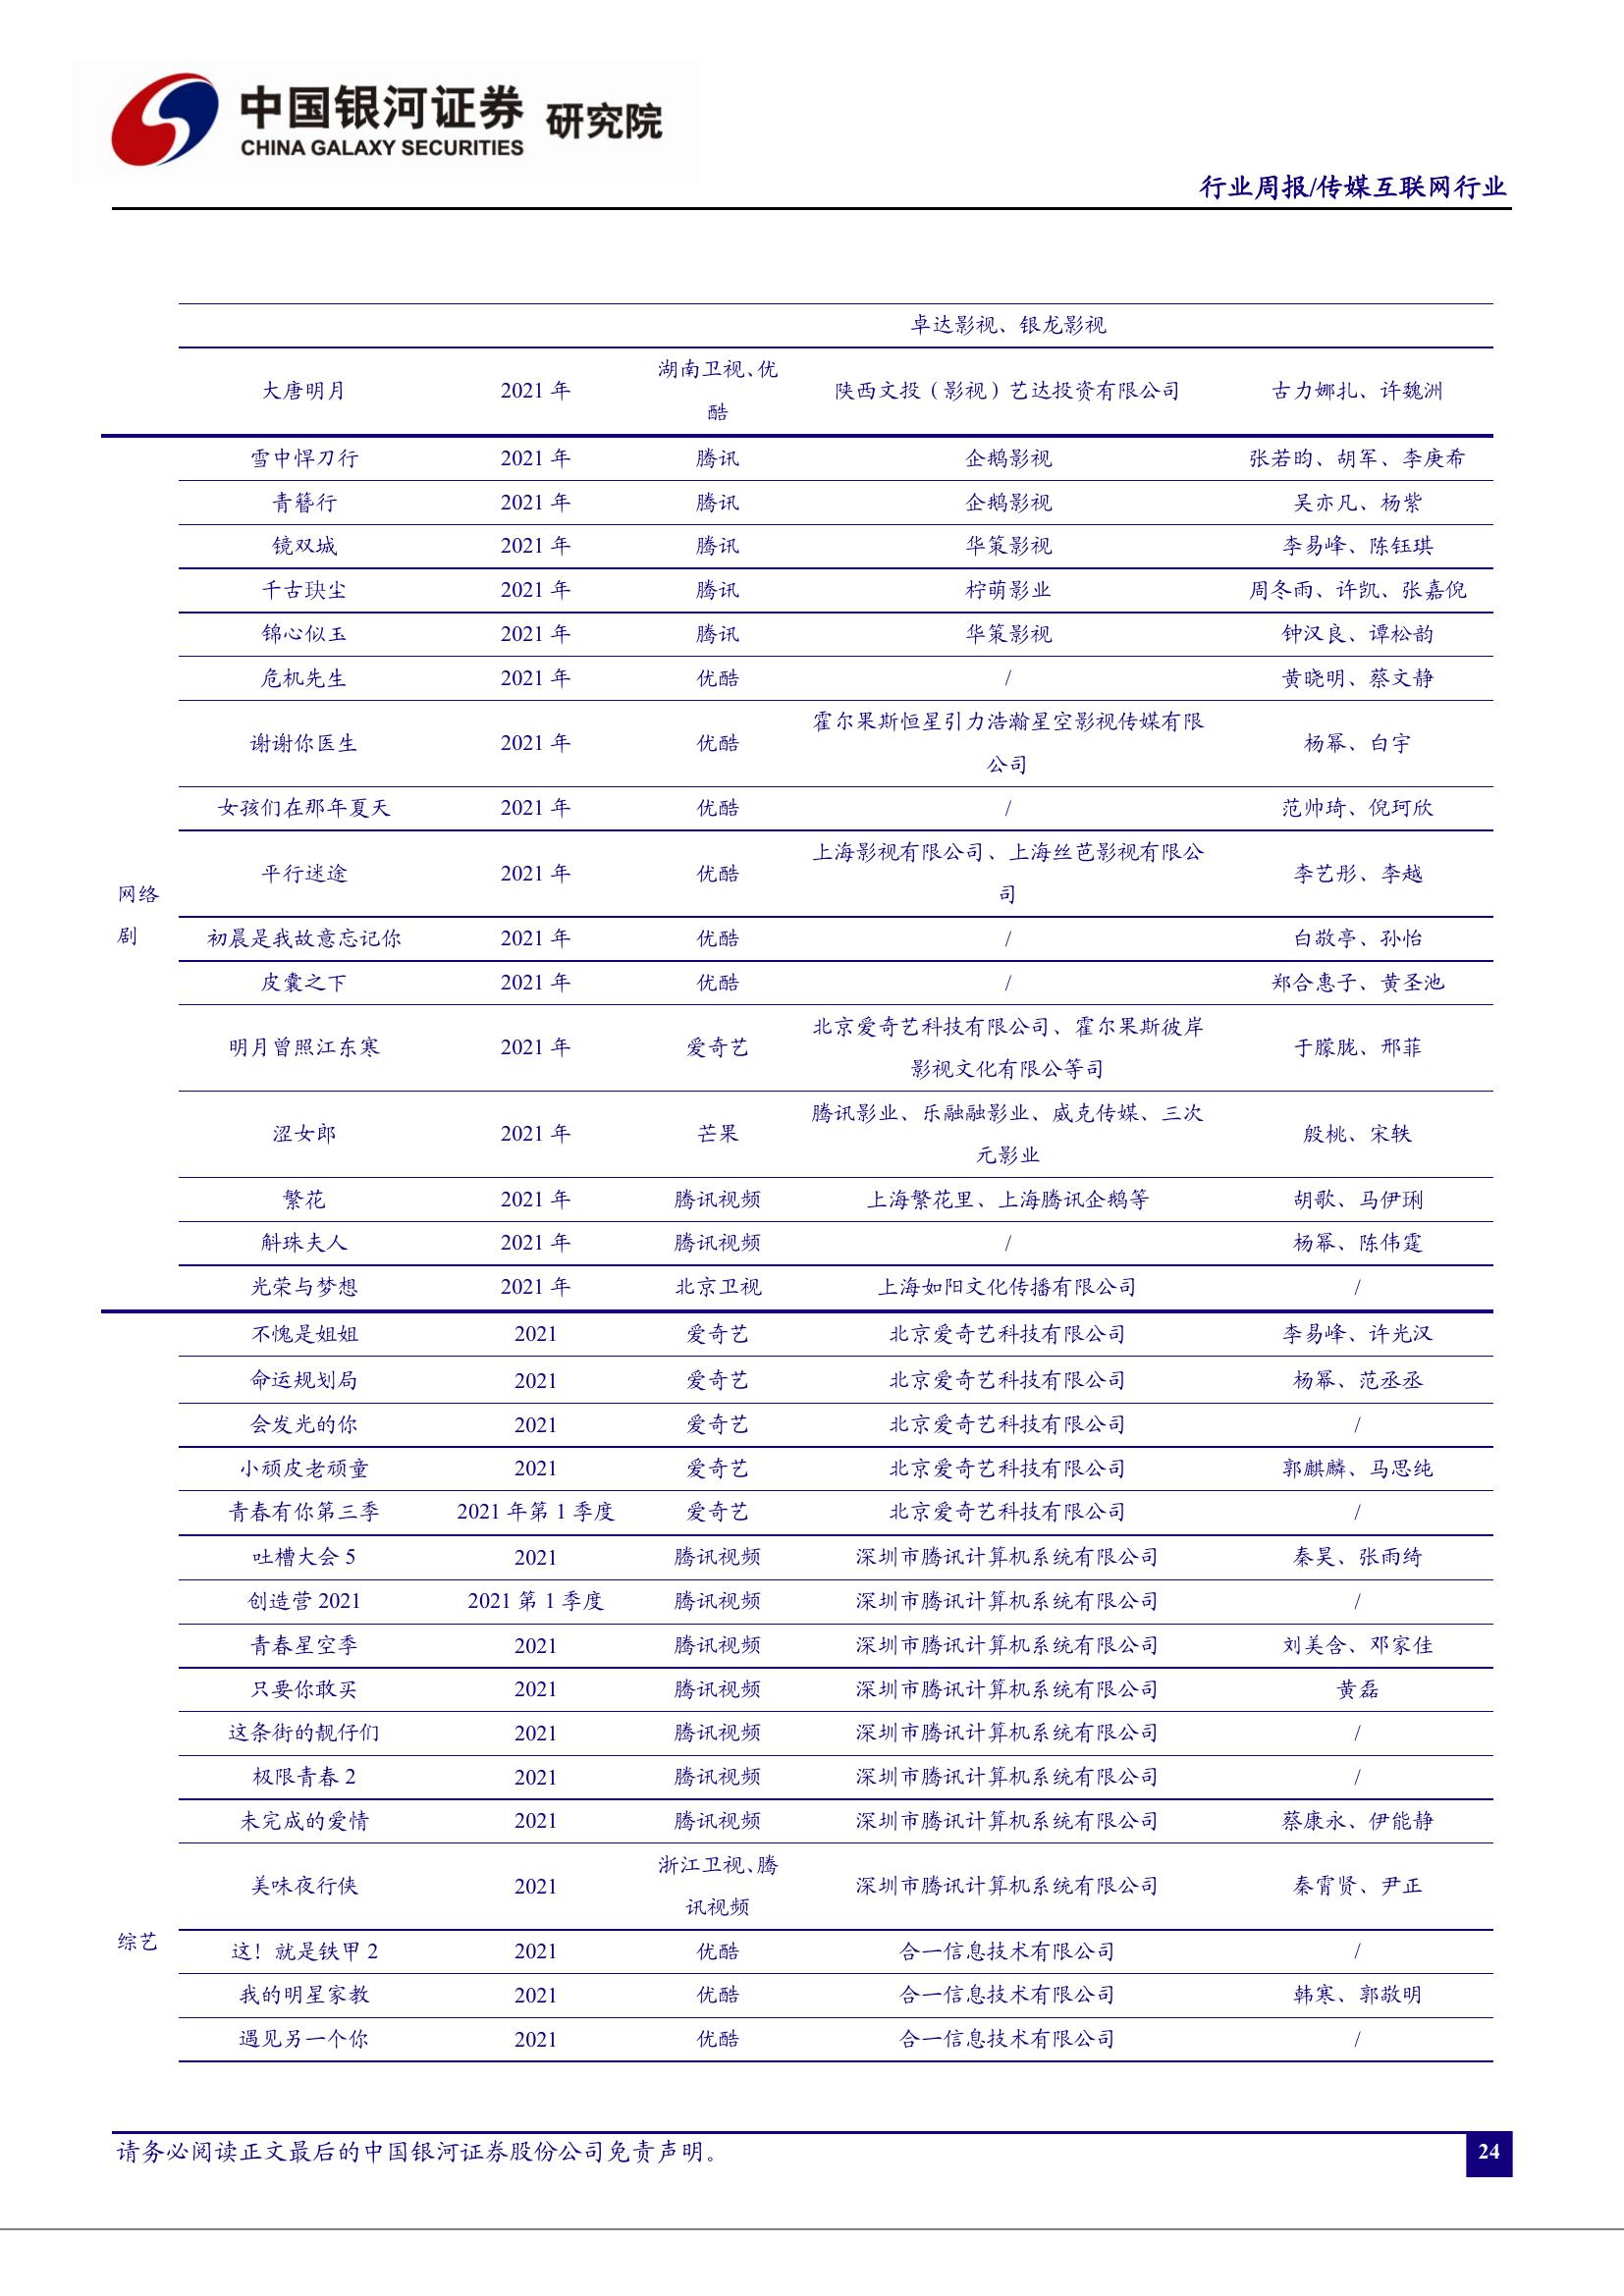 中国银河证券 研究院
CHINA GALAXY SECURITIES
行业周报/传媒互联网行业
卓达影视、银龙影视
大唐明月 2021 年 湖南卫视、优酷 陕西文投（影视）艺达投资有限公司 古力娜扎、许魏洲
网络剧
雪中悍刀行 2021 年 腾讯 企鹅影视 张若昀、胡军、李庚希
青簪行 2021 年 腾讯 企鹅影视 吴亦凡、杨紫
镜双城 2021 年 腾讯 华策影视 李易峰、陈钰琪
千古玦尘 2021 年 腾讯 柠萌影业 周冬雨、许凯、张嘉倪
锦心似玉 2021 年 腾讯 华策影视 钟汉良、谭松韵
危机先生 2021 年 优酷 / 黄晓明、蔡文静
谢谢你医生 2021 年 优酷 霍尔果斯恒星引力浩瀚星空影视传媒有限公司 杨幂、白宇
女孩们在那年夏天 2021 年 优酷 / 范帅琦、倪珂欣
平行迷途 2021 年 优酷 上海影视有限公司、上海丝芭影视有限公司 李艺彤、李越
初晨是我故意忘记你 2021 年 优酷 / 白敬亭、孙怡
皮囊之下 2021 年 优酷 / 郑合惠子、黄圣池
明月曾照江东寒 2021 年 爱奇艺 北京爱奇艺科技有限公司、霍尔果斯彼岸影视文化有限公等司 于朦胧、邢菲
涩女郎 2021 年 芒果 腾讯影业、乐融融影业、威克传媒、三次元影业 殷桃、宋轶
繁花 2021 年 腾讯视频 上海繁花里、上海腾讯企鹅等 胡歌、马伊琍
斛珠夫人 2021 年 腾讯视频 / 杨幂、陈伟霆
光荣与梦想 2021 年 北京卫视 上海如阳文化传播有限公司 /
综艺
不愧是姐姐 2021 爱奇艺 北京爱奇艺科技有限公司 李易峰、许光汉
命运规划局 2021 爱奇艺 北京爱奇艺科技有限公司 杨幂、范丞丞
会发光的你 2021 爱奇艺 北京爱奇艺科技有限公司 /
小顽皮老顽童 2021 爱奇艺 北京爱奇艺科技有限公司 郭麒麟、马思纯
青春有你第三季 2021 年第 1 季度 爱奇艺 北京爱奇艺科技有限公司 /
吐槽大会 5 2021 腾讯视频 深圳市腾讯计算机系统有限公司 秦昊、张雨绮
创造营 2021 2021 第 1 季度 腾讯视频 深圳市腾讯计算机系统有限公司 /
青春星空季 2021 腾讯视频 深圳市腾讯计算机系统有限公司 刘美含、邓家佳
只要你敢买 2021 腾讯视频 深圳市腾讯计算机系统有限公司 黄磊
这条街的靓仔们 2021 腾讯视频 深圳市腾讯计算机系统有限公司 /
极限青春 2 2021 腾讯视频 深圳市腾讯计算机系统有限公司 /
未完成的爱情 2021 腾讯视频 深圳市腾讯计算机系统有限公司 蔡康永、伊能静
美味夜行侠 2021 浙江卫视、腾讯视频 深圳市腾讯计算机系统有限公司 秦霄贤、尹正
这！就是铁甲 2 2021 优酷 合一信息技术有限公司 /
我的明星家教 2021 优酷 合一信息技术有限公司 韩寒、郭敬明
遇见另一个你 2021 优酷 合一信息技术有限公司 /
请务必阅读正文最后的中国银河证券股份公司免责声明。
24